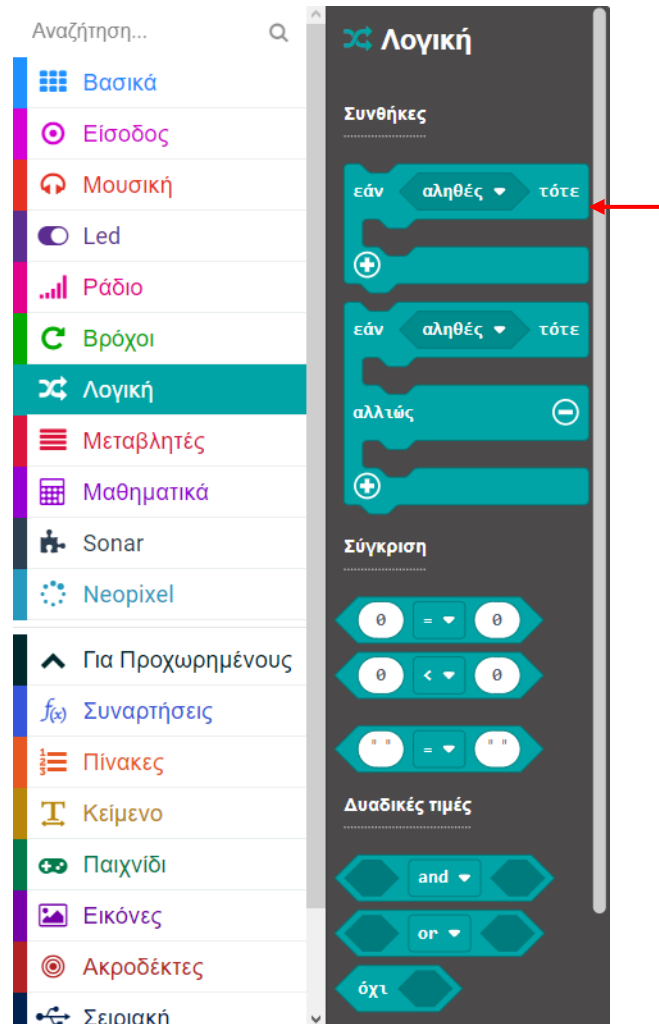 Αναζήτηση...
Βασικά
Είσοδος
Μουσική
Led
Ράδιο
Βρόχοι
Λογική
Μεταβλητές
Μαθηματικά
Sonar
Neopixel
Για Προχωρημένους
f(x) Συναρτήσεις
Πίνακες
Κείμενο
Παιχνίδι
Εικόνες
Ακροδέκτες
Σειριακή
Λογική
Συνθήκες
εάν αληθές τότε
εάν αληθές τότε
αλλιώς
Σύγκριση
0 = 0
0 < 0
" " = " "
Δυαδικές τιμές
and
or
όχι